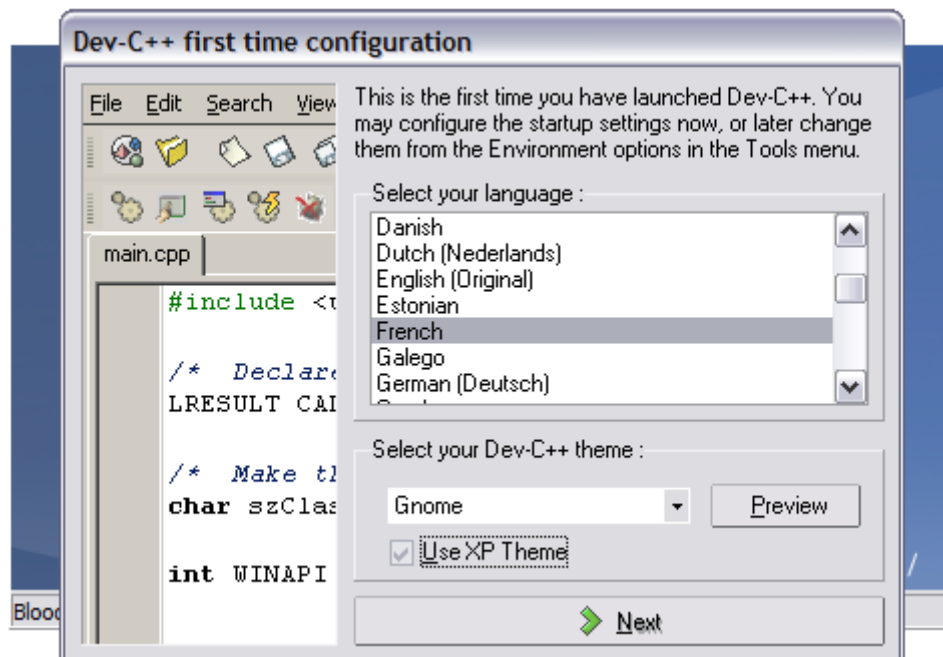 Dev-C++ first time configuration
File Edit Search View
main.cpp
#include
/* Declare
LRESULT
/* Make
char
int WINAPI
This is the first time you have launched Dev-C++. You
may configure the startup settings now, or later change
them from the Environment options in the Tools menu.
Select your language :
Danish
Dutch (Nederlands)
English (Original)
Estonian
French
Galego
German (Deutsch)
Select your Dev-C++ theme :
Gnome
Preview
Use XP Theme
Next